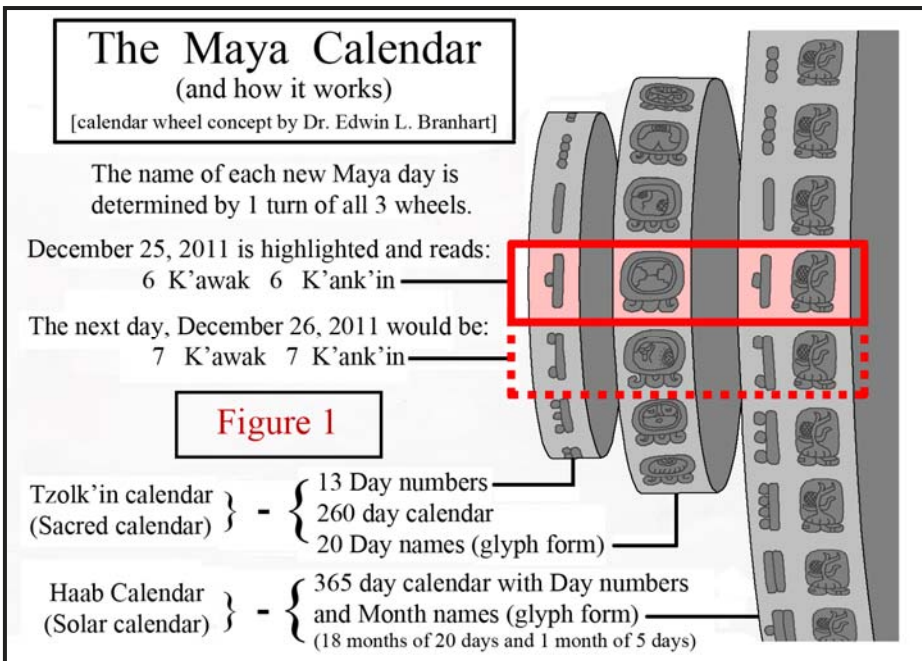 The Maya Calendar
(and how it works)
[calendar wheel concept by Dr. Edwin L. Branhart]
The name of each new Maya day is
determined by 1 turn of all 3 wheels.
December 25, 2011 is highlighted and reads:
6 K’awak 6 K’ank’in
The next day, December 26, 2011 would be:
7 K’awak 7 K’ank’in
Figure 1
Tzolk’in calendar
(Sacred calendar)
} - {
13 Day numbers
260 day calendar
20 Day names (glyph form)
Haab Calendar
(Solar calendar)
} - {
365 day calendar with Day numbers
and Month names (glyph form)
(18 months of 20 days and 1 month of 5 days)